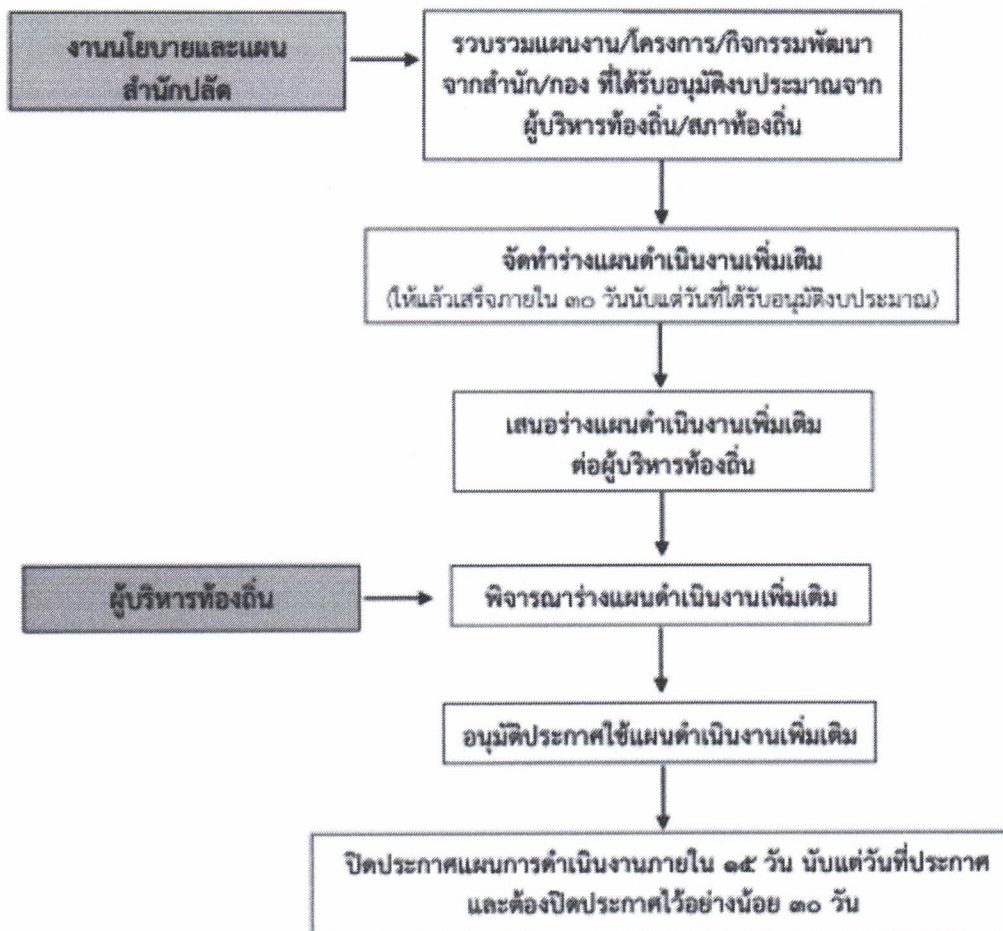 งานนโยบายและแผน
สำนักปลัด
รวบรวมแผนงาน/โครงการ/กิจกรรมพัฒนา
จากสำนัก/กอง ที่ได้รับอนุมัติงบประมาณจาก
ผู้บริหารท้องถิ่น/สภาท้องถิ่น
จัดทำร่างแผนดำเนินงานเพิ่มเติม
(ให้แล้วเสร็จภายใน ๓๐ วันนับแต่วันที่ได้รับอนุมัติงบประมาณ)
เสนอร่างแผนดำเนินงานเพิ่มเติม
ต่อผู้บริหารท้องถิ่น
ผู้บริหารท้องถิ่น
พิจารณาร่างแผนดำเนินงานเพิ่มเติม
อนุมัติประกาศใช้แผนดำเนินงานเพิ่มเติม
ปิดประกาศแผนการดำเนินงานภายใน ๑๕ วัน นับแต่วันที่ประกาศ
และต้องปิดประกาศไว้อย่างน้อย ๓๐ วัน